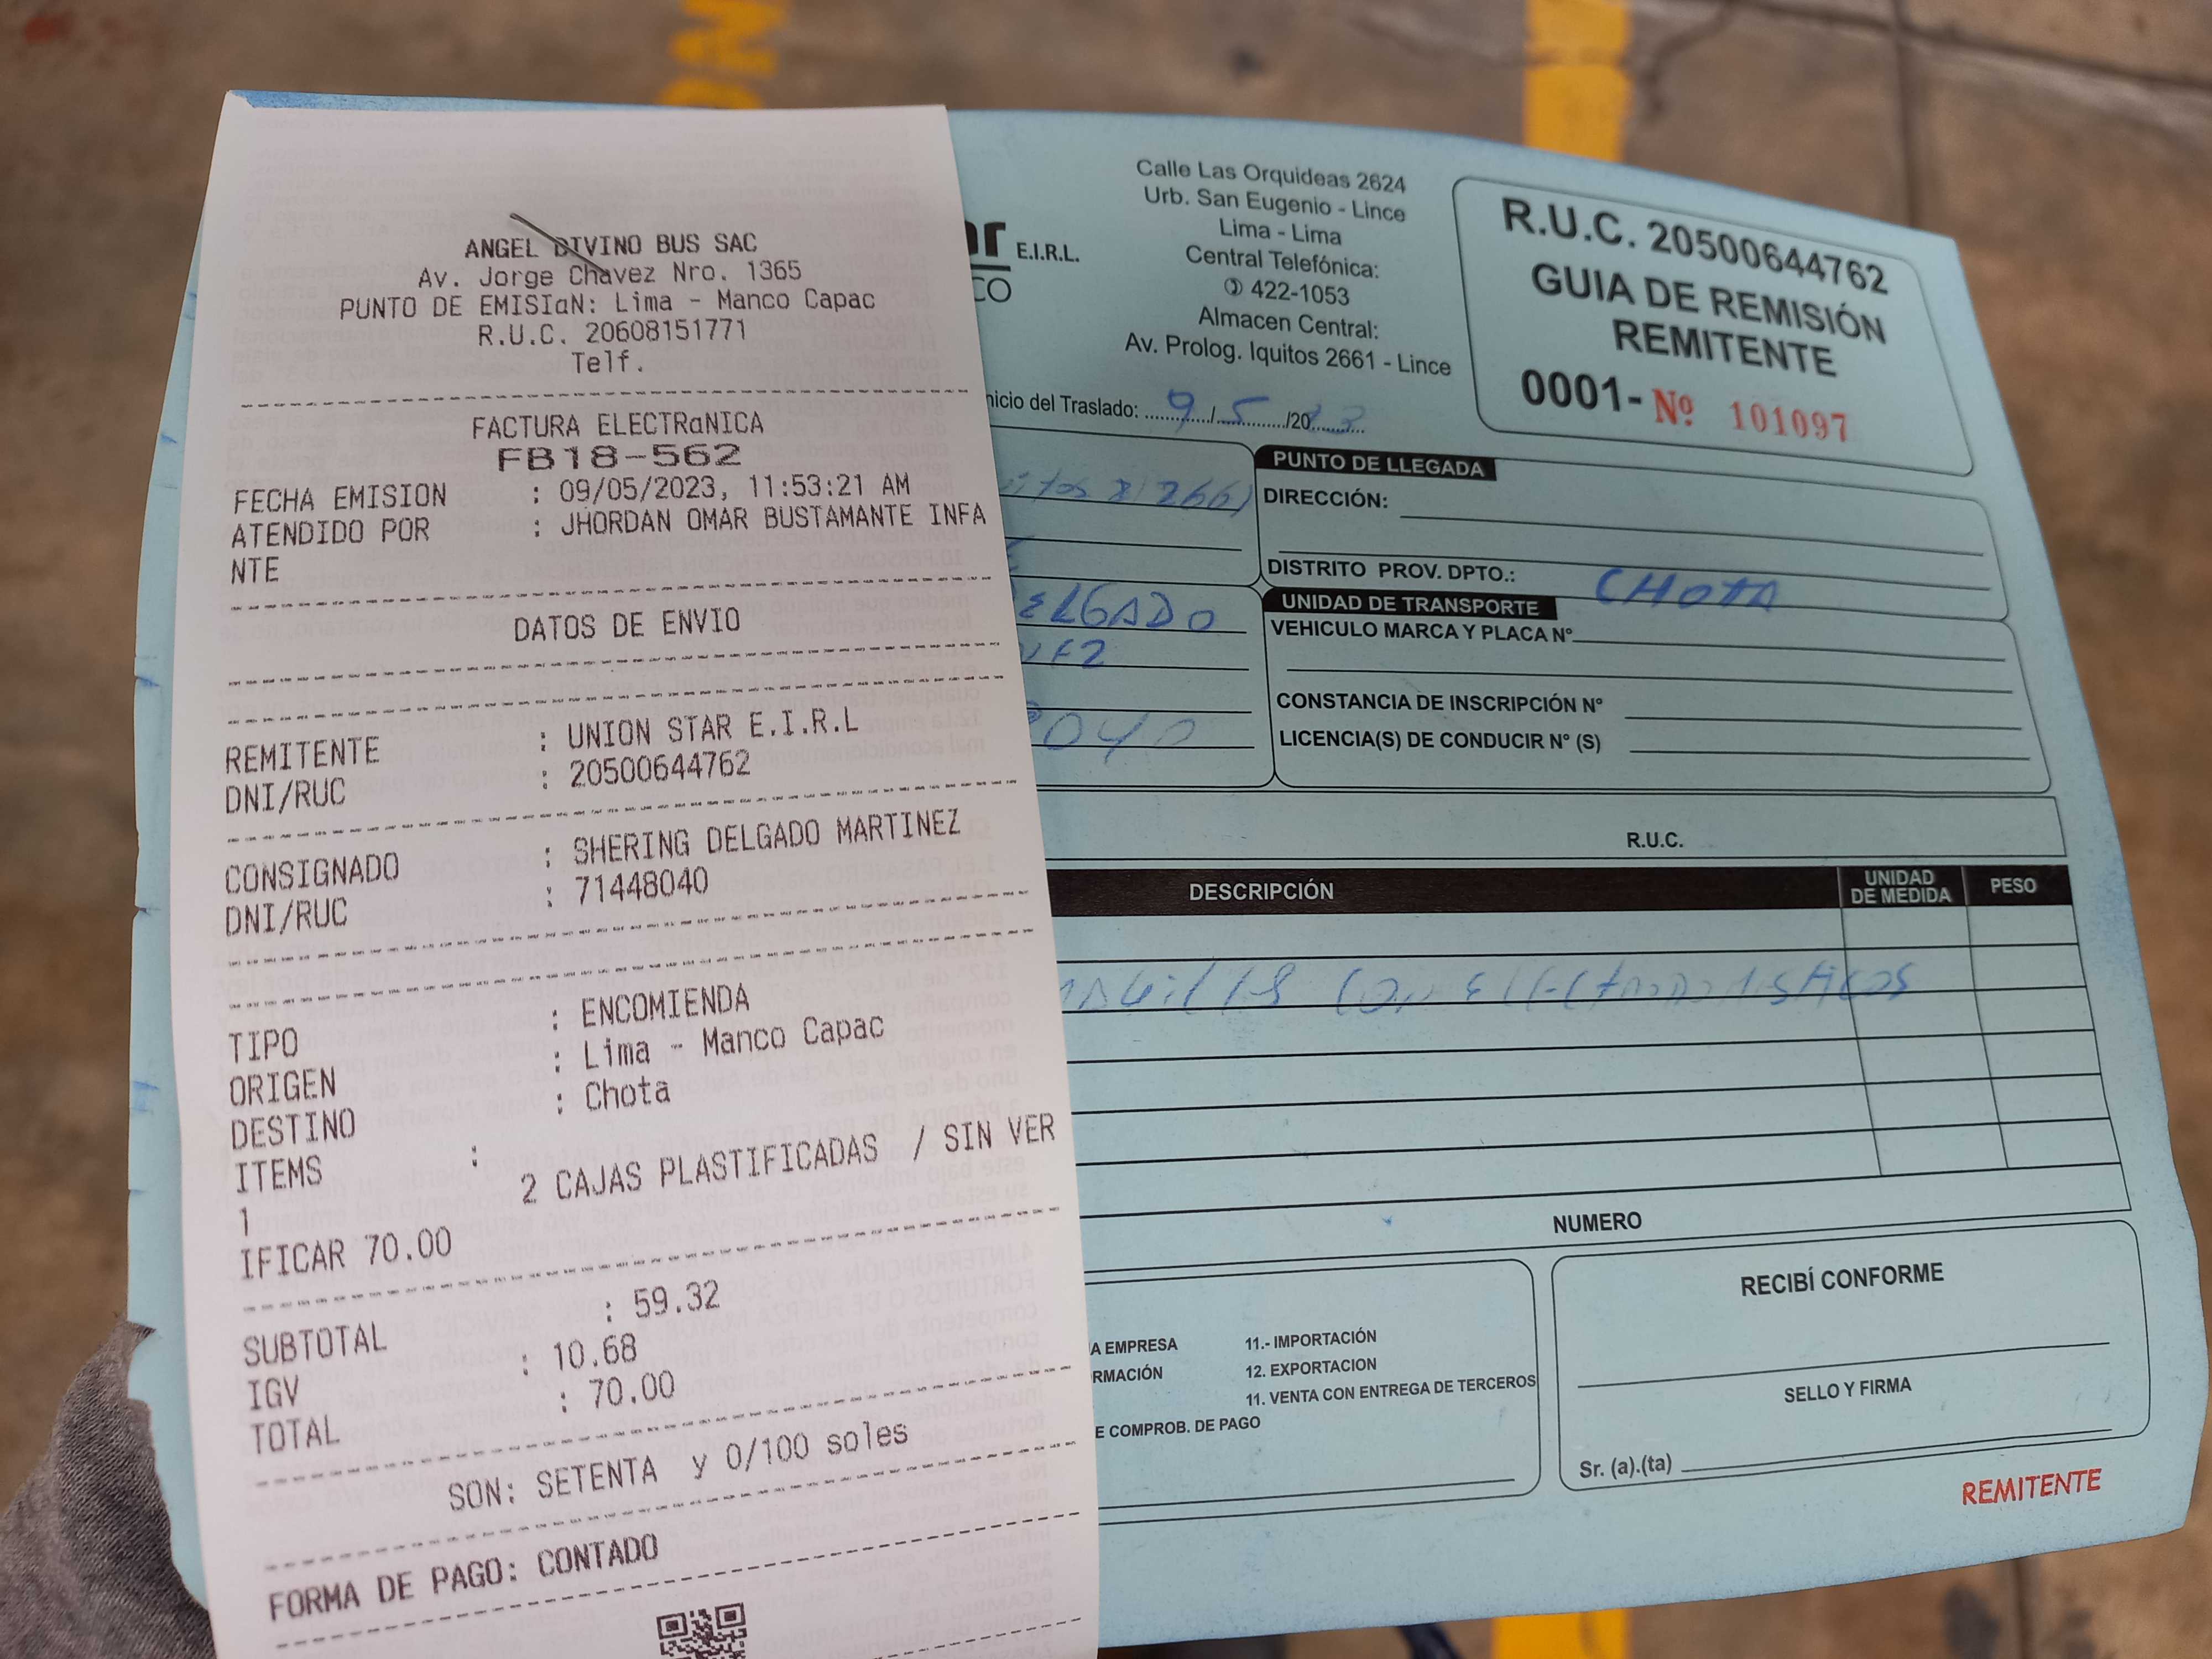 ANGEL DIVINO BUS SAC
Av. Jorge Chavez Nro. 1365
PUNTO DE EMISIαN: Lima - Manco Capac
R.U.C. 20608151771
Telf.
FACTURA ELECTRαNICA
FB18-562
FECHA EMISION : 09/05/2023, 11:53:21 AM
ATENDIDO POR : JHORDAN OMAR BUSTAMANTE INFA
NTE
DATOS DE ENVIO
REMITENTE : UNION STAR E.I.R.L
DNI/RUC : 20500644762
CONSIGNADO : SHERING DELGADO MARTINEZ
DNI/RUC : 71448040
TIPO : ENCOMIENDA
ORIGEN : Lima - Manco Capac
DESTINO : Chota
ITEMS :
1 2 CAJAS PLASTIFICADAS / SIN VER
IFICAR 70.00
SUBTOTAL : 59.32
IGV : 10.68
TOTAL : 70.00
SON: SETENTA y 0/100 soles
FORMA DE PAGO: CONTADO
ar E.I.R.L.
CO
Calle Las Orquideas 2624
Urb. San Eugenio - Lince
Lima - Lima
Central Telefónica:
422-1053
Almacen Central:
Av. Prolog. Iquitos 2661 - Lince
R.U.C. 20500644762
GUIA DE REMISIÓN
REMITENTE
0001- Nº 101097
nicio del Traslado: 9/5/2023
itos 2661
ELGADO
040
PUNTO DE LLEGADA
DIRECCIÓN:
DISTRITO PROV. DPTO.: CHOTA
UNIDAD DE TRANSPORTE
VEHICULO MARCA Y PLACA Nº
CONSTANCIA DE INSCRIPCIÓN Nº
LICENCIA(S) DE CONDUCIR Nº (S)
R.U.C.
DESCRIPCIÓN UNIDAD DE MEDIDA PESO
NUMERO
A EMPRESA 11.- IMPORTACIÓN
RMACIÓN 12. EXPORTACION
11. VENTA CON ENTREGA DE TERCEROS
E COMPROB. DE PAGO
RECIBÍ CONFORME
SELLO Y FIRMA
Sr. (a).(ta)
REMITENTE